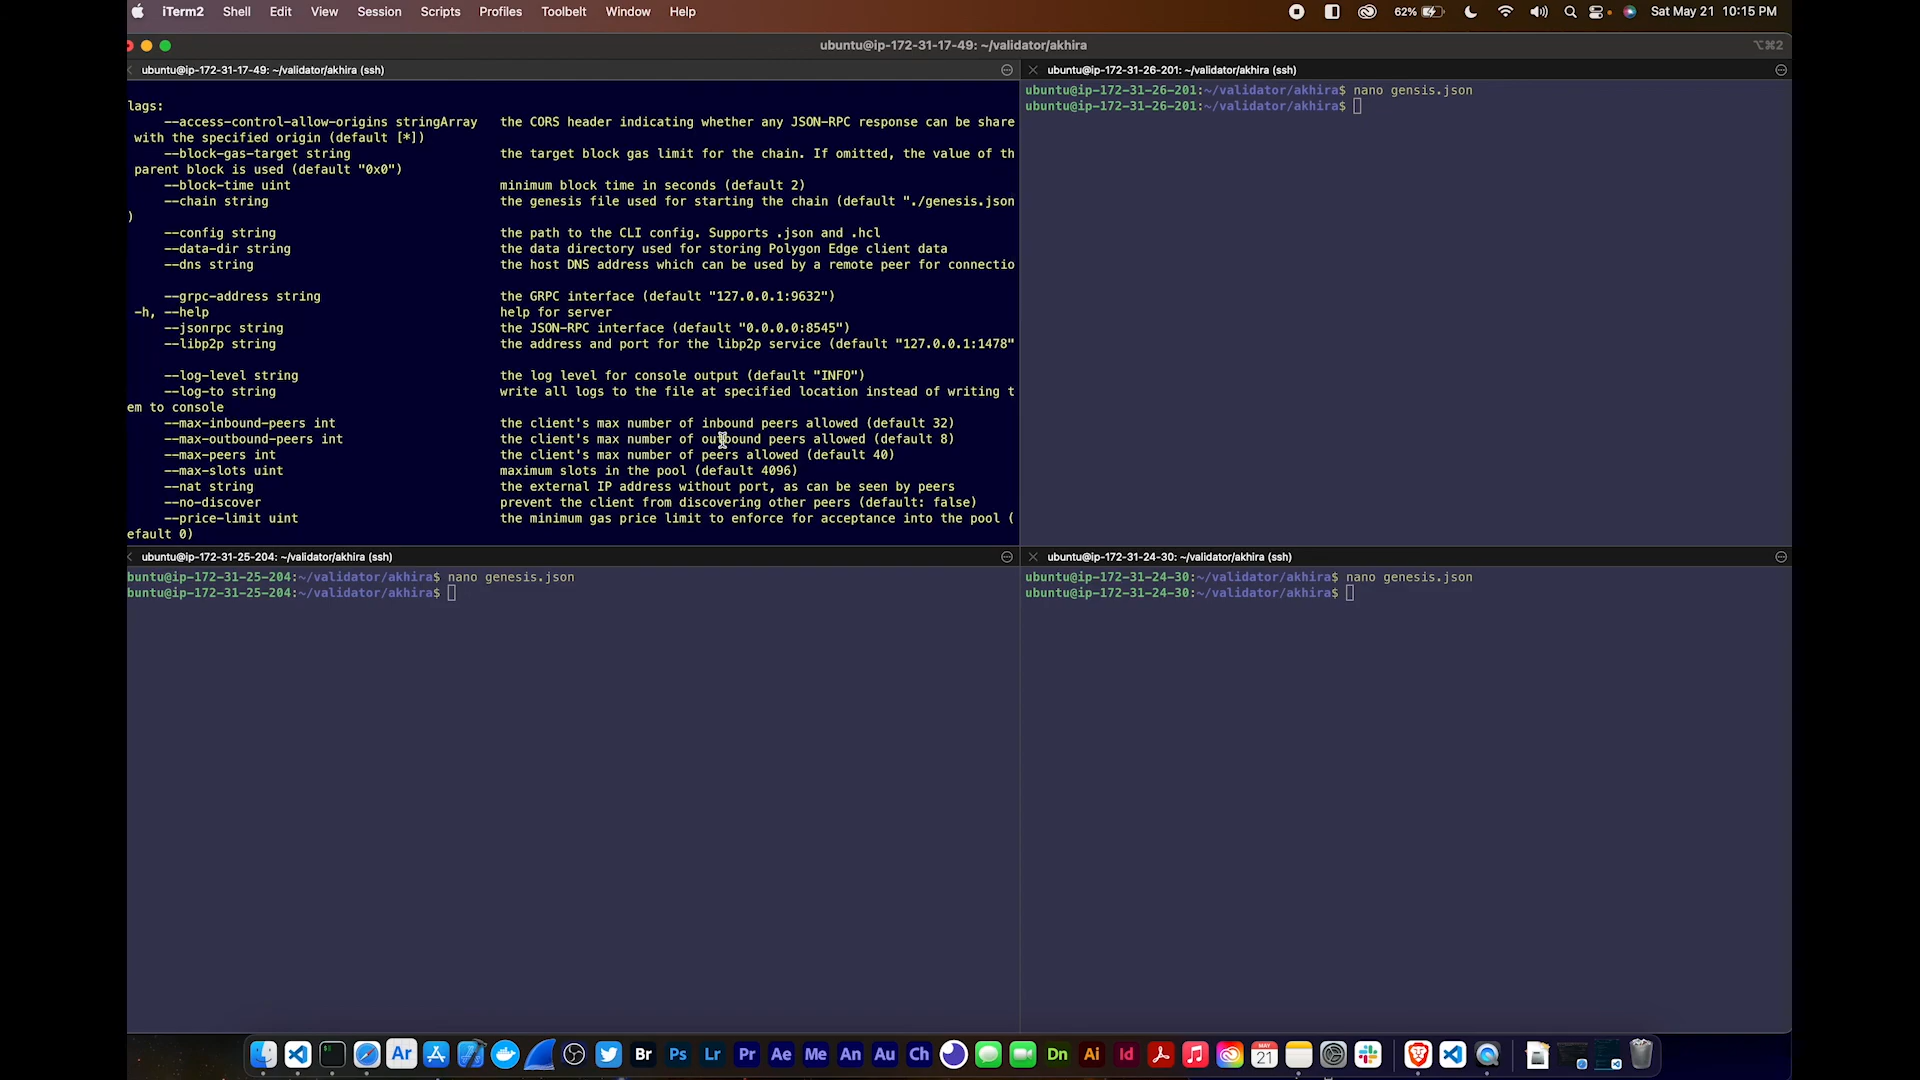 iTerm2 Shell Edit View Session Scripts Profiles Toolbelt Window Help 62% Sat May 21 10:15 PM
ubuntu@ip-172-31-17-49: ~/validator/akhira ⌥⌘2
ubuntu@ip-172-31-17-49: ~/validator/akhira (ssh)
lags:
--access-control-allow-origins stringArray the CORS header indicating whether any JSON-RPC response can be share
with the specified origin (default [*])
--block-gas-target string the target block gas limit for the chain. If omitted, the value of th
parent block is used (default "0x0")
--block-time uint minimum block time in seconds (default 2)
--chain string the genesis file used for starting the chain (default "./genesis.json
)
--config string the path to the CLI config. Supports .json and .hcl
--data-dir string the data directory used for storing Polygon Edge client data
--dns string the host DNS address which can be used by a remote peer for connectio
--grpc-address string the GRPC interface (default "127.0.0.1:9632")
-h, --help help for server
--jsonrpc string the JSON-RPC interface (default "0.0.0.0:8545")
--libp2p string the address and port for the libp2p service (default "127.0.0.1:1478"
--log-level string the log level for console output (default "INFO")
--log-to string write all logs to the file at specified location instead of writing t
em to console
--max-inbound-peers int the client's max number of inbound peers allowed (default 32)
--max-outbound-peers int the client's max number of outbound peers allowed (default 8)
--max-peers int the client's max number of peers allowed (default 40)
--max-slots uint maximum slots in the pool (default 4096)
--nat string the external IP address without port, as can be seen by peers
--no-discover prevent the client from discovering other peers (default: false)
--price-limit uint the minimum gas price limit to enforce for acceptance into the pool (
efault 0)
ubuntu@ip-172-31-26-201: ~/validator/akhira (ssh)
ubuntu@ip-172-31-26-201:~/validator/akhira$ nano gensis.json
ubuntu@ip-172-31-26-201:~/validator/akhira$
ubuntu@ip-172-31-25-204: ~/validator/akhira (ssh)
buntu@ip-172-31-25-204:~/validator/akhira$ nano genesis.json
buntu@ip-172-31-25-204:~/validator/akhira$
ubuntu@ip-172-31-24-30: ~/validator/akhira (ssh)
ubuntu@ip-172-31-24-30:~/validator/akhira$ nano genesis.json
ubuntu@ip-172-31-24-30:~/validator/akhira$
Ar Br Ps Lr Pr Ae Me An Au Ch Dn Ai Id MAY 21